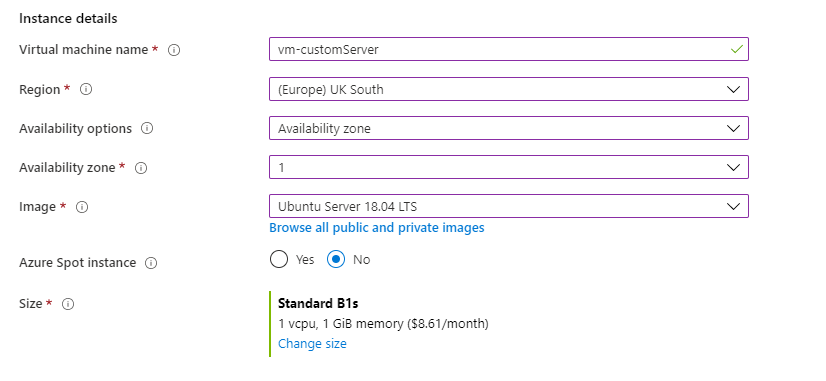 Instance details
Virtual machine name *
vm-customServer
Region *
(Europe) UK South
Availability options
Availability zone
Availability zone *
1
Image *
Ubuntu Server 18.04 LTS
Browse all public and private images
Azure Spot instance
Yes No
Size *
Standard B1s
1 vcpu, 1 GiB memory ($8.61/month)
Change size